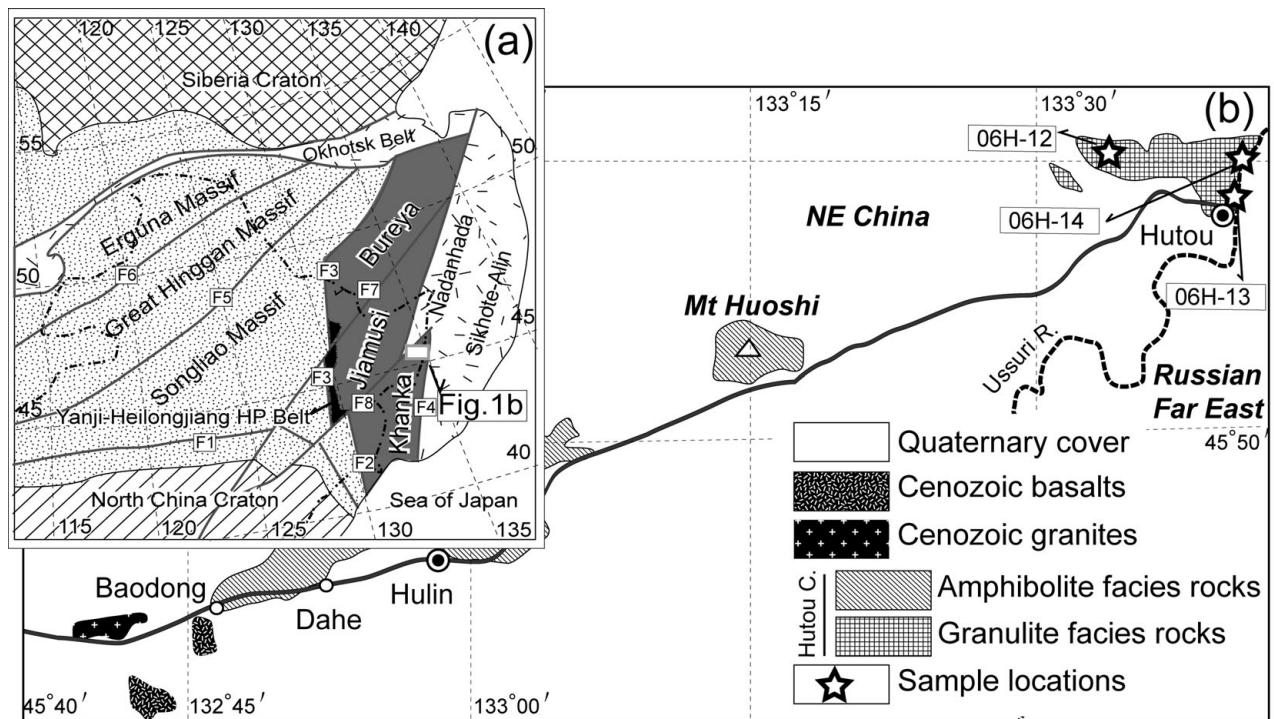 (a)
120
125
130
135
140
Siberia Craton
55
Okhotsk Belt
50
Erguna Massif
Great Hinggan Massif
Songliao Massif
Bureya
Nadanhada
Sikhote-Alin
Jiamusi
Khanka
50
F6
F5
F3
F7
45
F3
F8
F4
Fig.1b
45
Yanji-Heilongjiang HP Belt
F1
F2
40
North China Craton
Sea of Japan
115
120
125
130
135
(b)
133°15′
133°30′
06H-12
NE China
06H-14
Hutou
06H-13
Mt Huoshi
Ussuri R.
Russian
Far East
45°50′
Quaternary cover
Cenozoic basalts
Cenozoic granites
Hutou C.
Amphibolite facies rocks
Granulite facies rocks
Sample locations
Baodong
Dahe
Hulin
45°40′
132°45′
133°00′